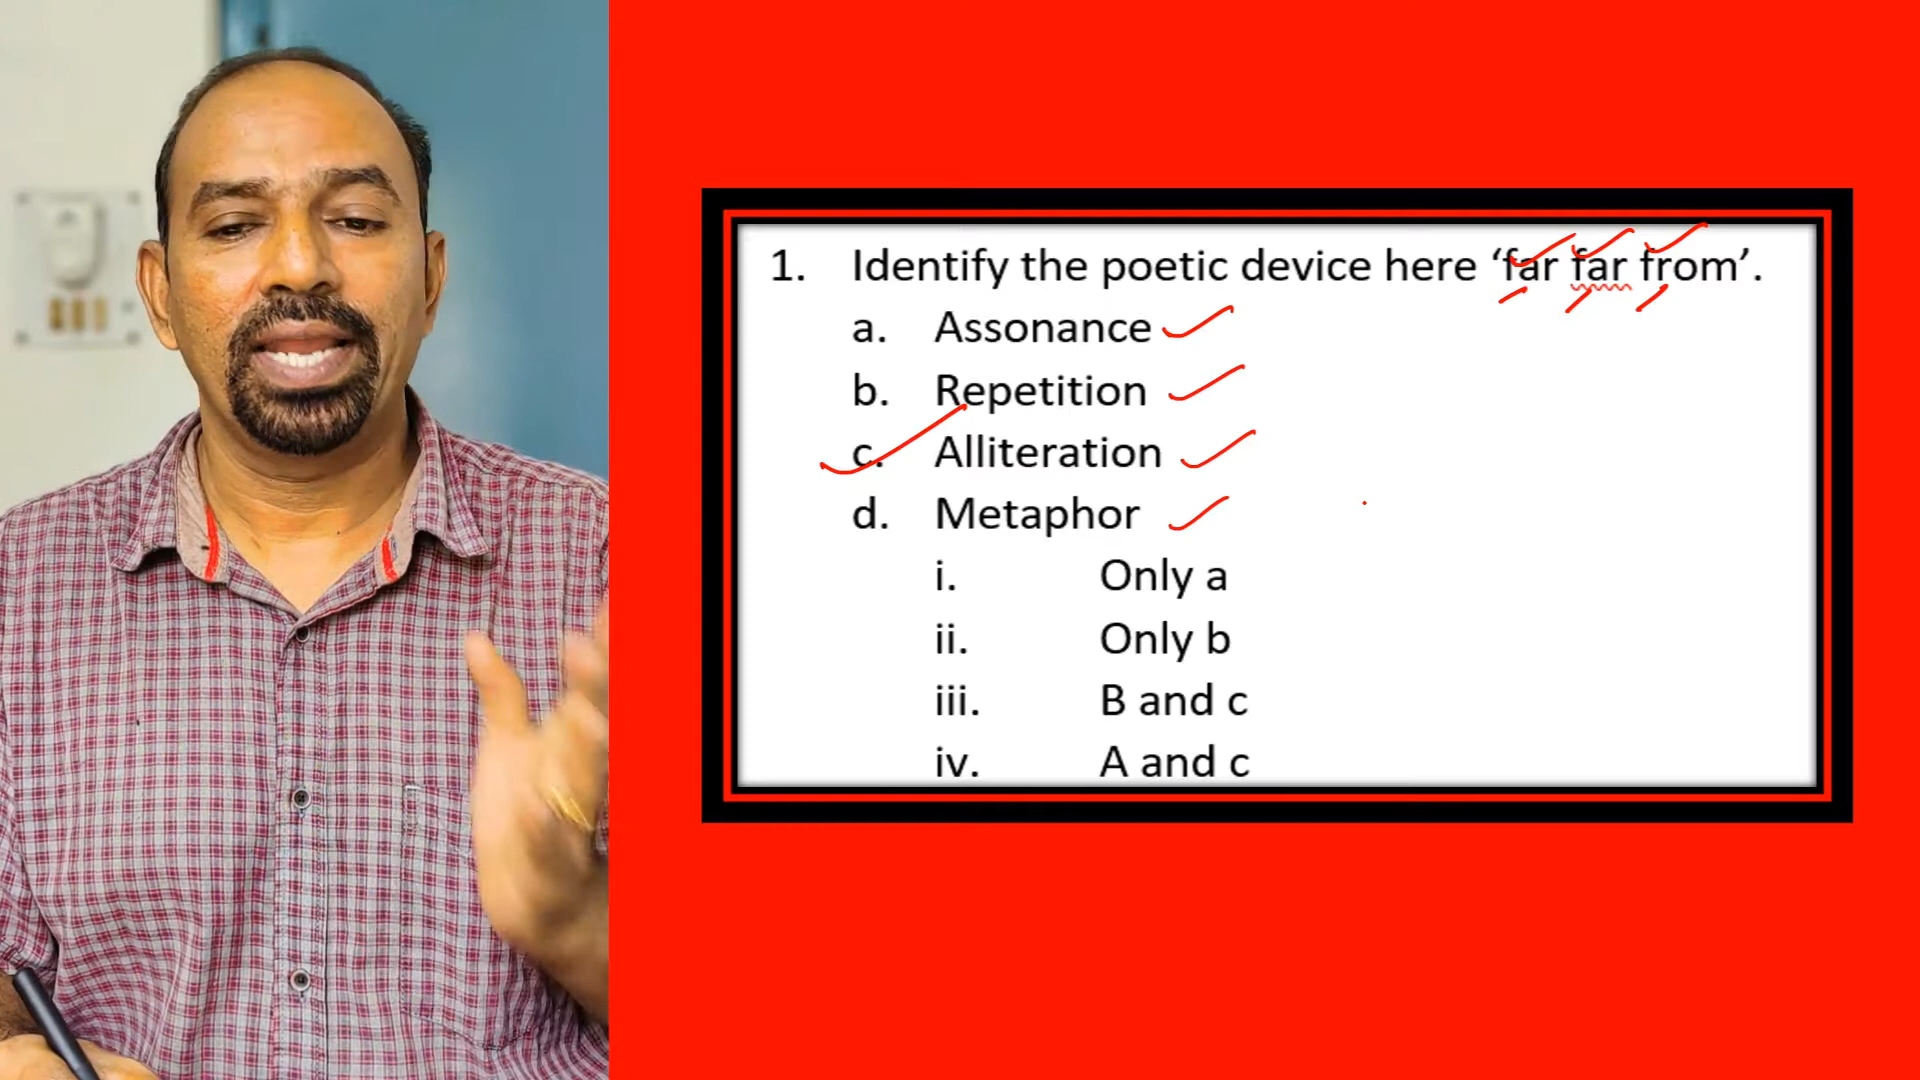 1. Identify the poetic device here ‘far far from’.
a. Assonance
b. Repetition
c. Alliteration
d. Metaphor
i. Only a
ii. Only b
iii. B and c
iv. A and c